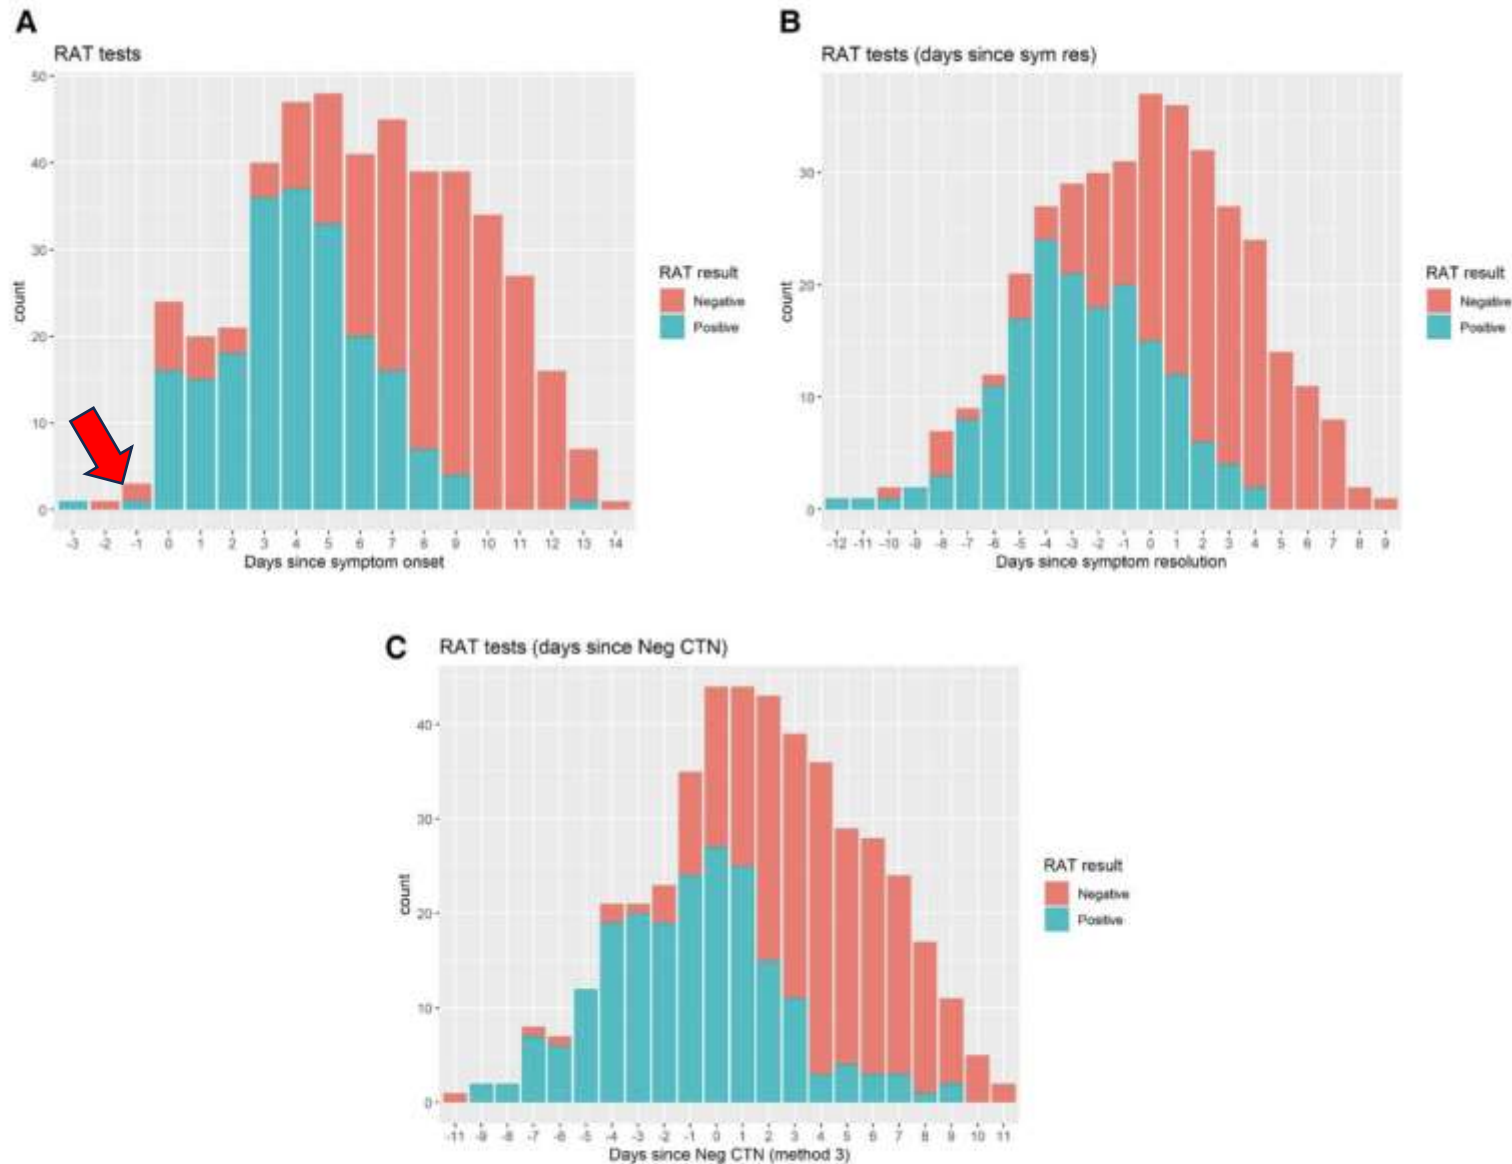 A
RAT tests
50
40
30
20
10
0
count
-3 -2 -1 0 1 2 3 4 5 6 7 8 9 10 11 12 13 14
Days since symptom onset
RAT result
Negative
Positive
B
RAT tests (days since sym res)
30
20
10
0
count
-12 -11 -10 -9 -8 -7 -6 -5 -4 -3 -2 -1 0 1 2 3 4 5 6 7 8 9
Days since symptom resolution
RAT result
Negative
Positive
C
RAT tests (days since Neg CTN)
40
30
20
10
0
count
-11 -9 -8 -7 -6 -5 -4 -3 -2 -1 0 1 2 3 4 5 6 7 8 9 10 11
Days since Neg CTN (method 3)
RAT result
Negative
Positive